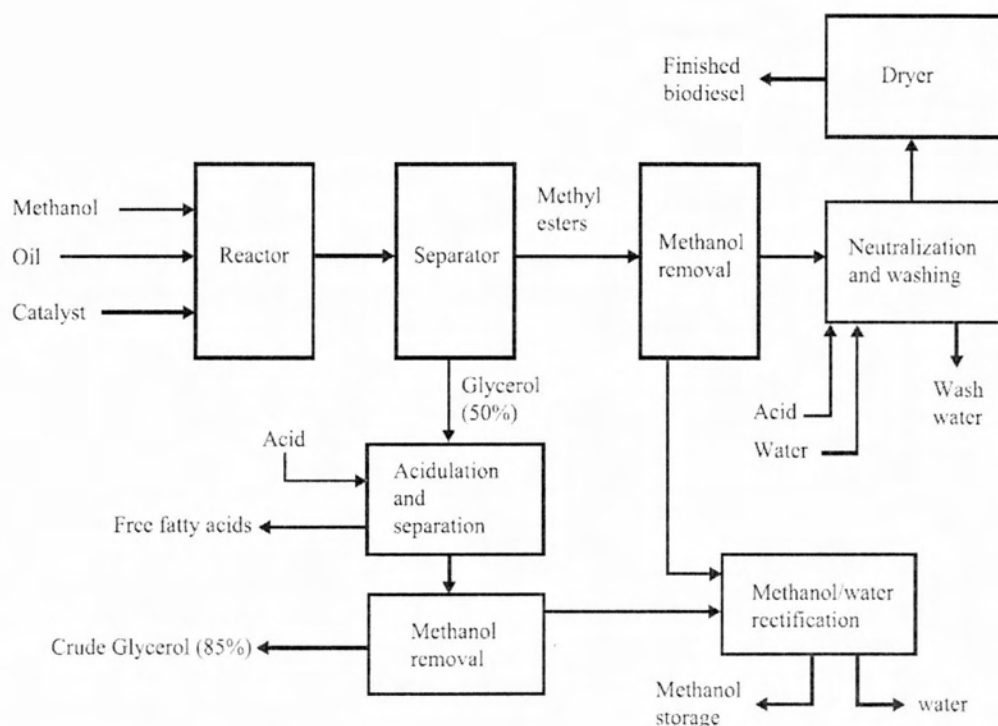 Finished
biodiesel
Dryer
Methanol
Oil
Catalyst
Reactor
Separator
Methyl
esters
Methanol
removal
Neutralization
and washing
Glycerol
(50%)
Acid
Water
Wash
water
Acid
Acidulation
and
separation
Free fatty acids
Methanol/water
rectification
Crude Glycerol (85%)
Methanol
removal
Methanol
storage
water